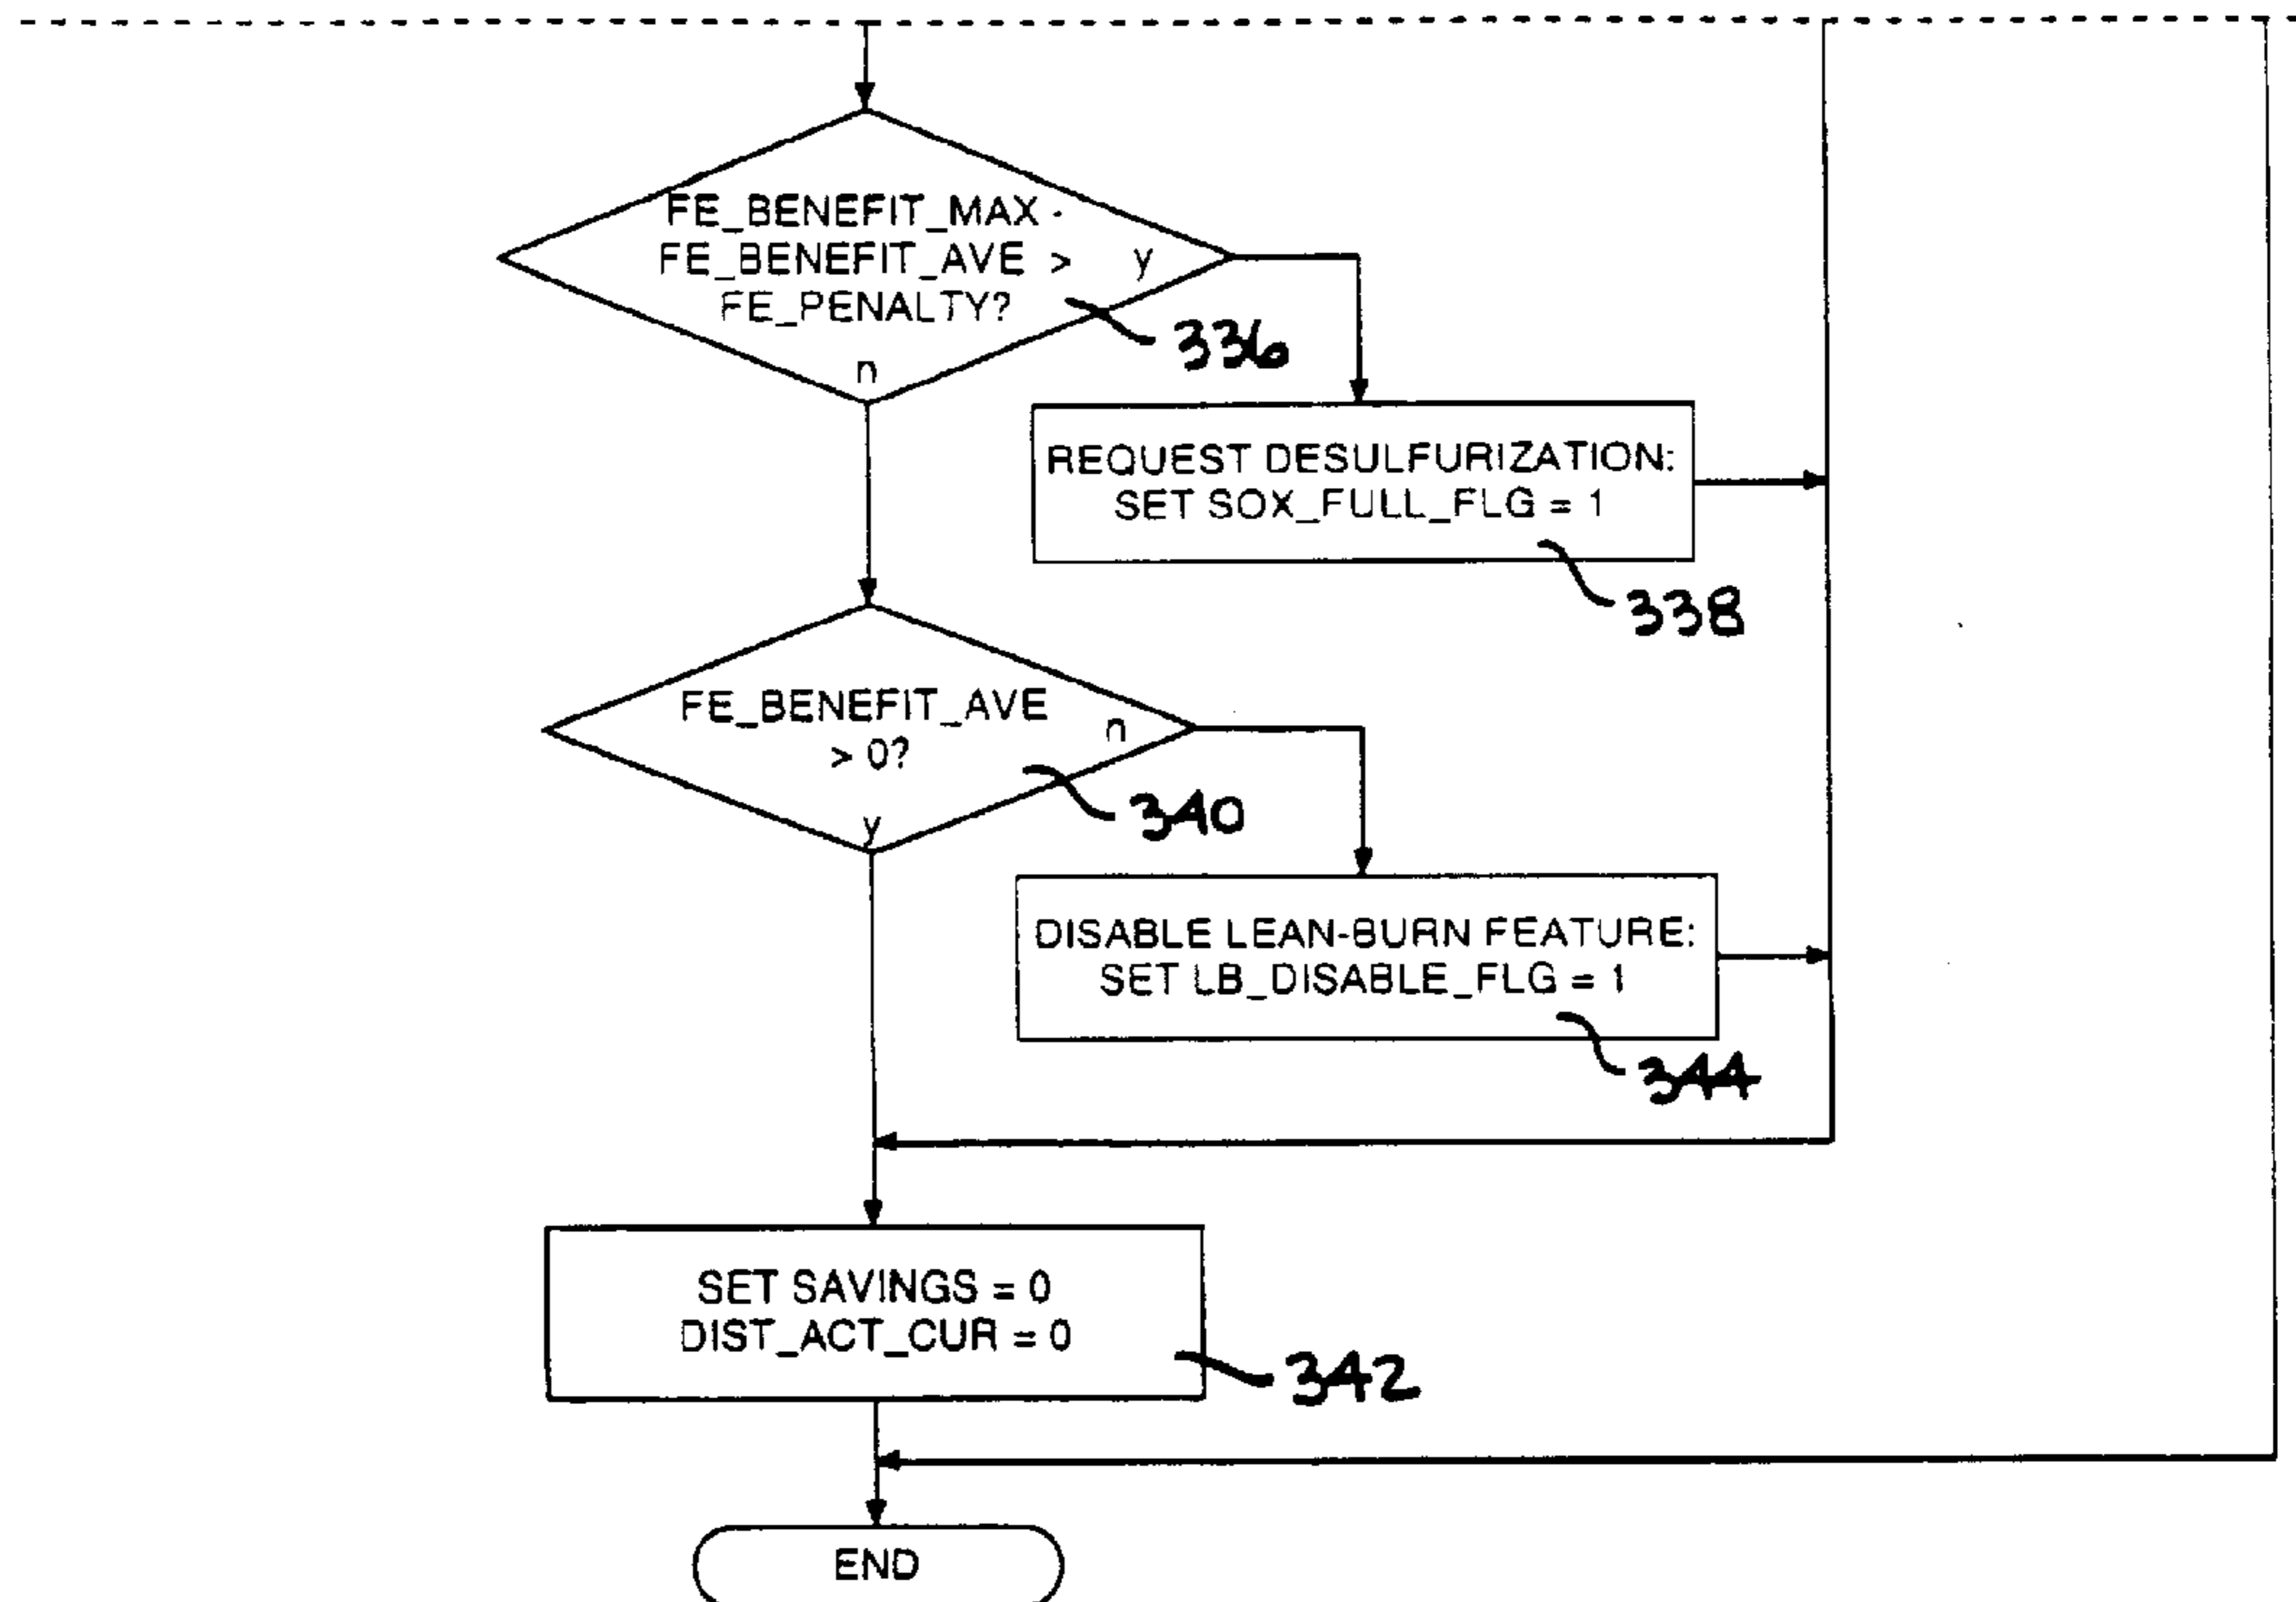 FE_BENEFIT_MAX -
FE_BENEFIT_AVE > y
FE_PENALTY?
336
n
REQUEST DESULFURIZATION:
SET SOX_FULL_FLG = 1
338
FE_BENEFIT_AVE
n
> 0?
340
y
DISABLE LEAN-BURN FEATURE:
SET LB_DISABLE_FLG = 1
344
SET SAVINGS = 0
DIST_ACT_CUR = 0
342
END